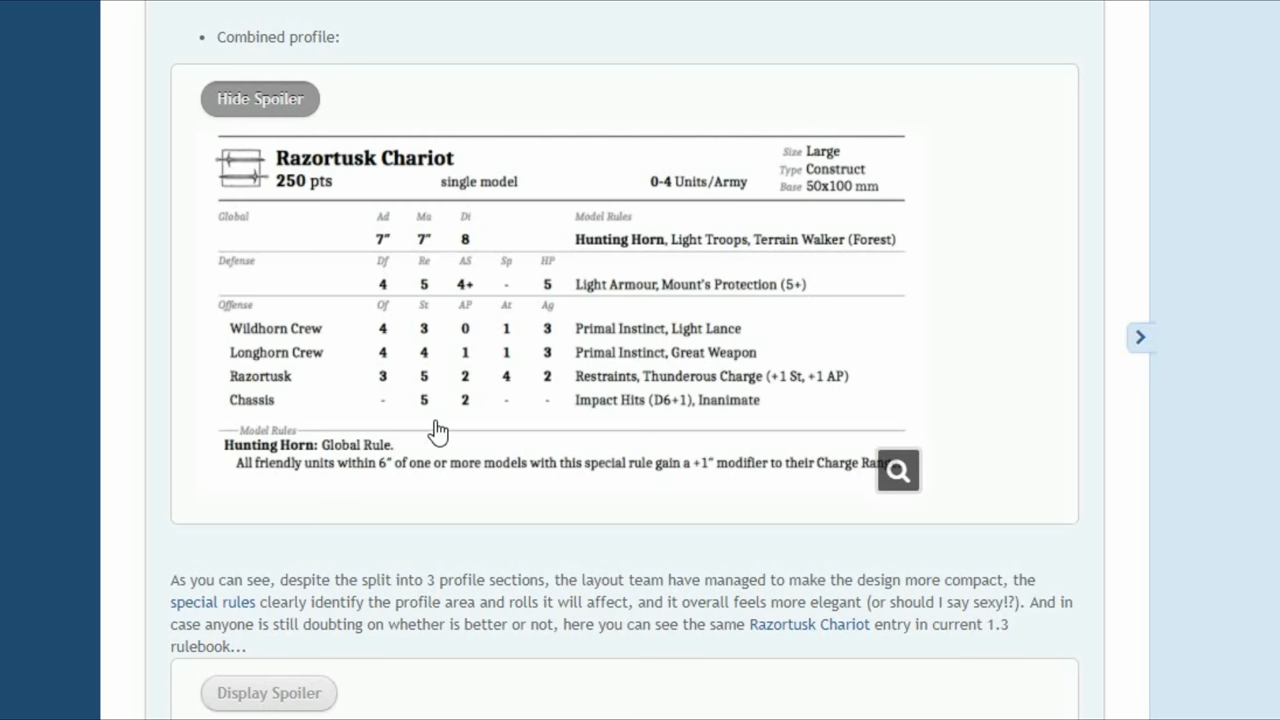 • Combined profile:
Hide Spoiler
Razortusk Chariot
250 pts single model 0-4 Units/Army
Size Large
Type Construct
Base 50x100 mm
Global Ad Ma Di Model Rules
7″ 7″ 8 Hunting Horn, Light Troops, Terrain Walker (Forest)
Defense Df Re AS Sp HP
4 5 4+ - 5 Light Armour, Mount's Protection (5+)
Offense Of St AP At Ag
Wildhorn Crew 4 3 0 1 3 Primal Instinct, Light Lance
Longhorn Crew 4 4 1 1 3 Primal Instinct, Great Weapon
Razortusk 3 5 2 4 2 Restraints, Thunderous Charge (+1 St, +1 AP)
Chassis - 5 2 - - Impact Hits (D6+1), Inanimate
Model Rules
Hunting Horn: Global Rule.
All friendly units within 6″ of one or more models with this special rule gain a +1″ modifier to their Charge
As you can see, despite the split into 3 profile sections, the layout team have managed to make the design more compact, the
special rules clearly identify the profile area and rolls it will affect, and it overall feels more elegant (or should I say sexy!?). And in
case anyone is still doubting on whether is better or not, here you can see the same Razortusk Chariot entry in current 1.3
rulebook...
Display Spoiler